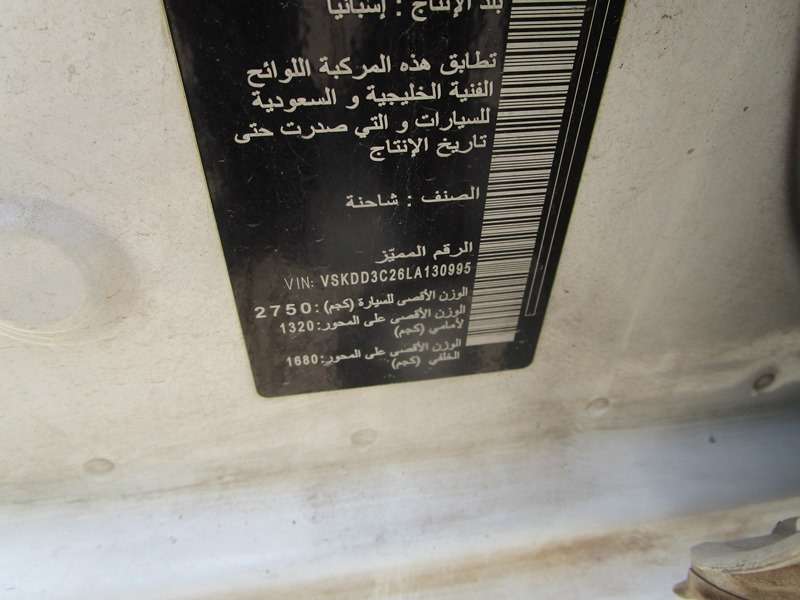 بلد الإنتاج : إسبانيا
تطابق هذه المركبة اللوائح
الفنية الخليجية و السعودية
للسيارات و التي صدرت حتى
تاريخ الإنتاج
الصنف : شاحنة
الرقم المميّز
VIN: VSKDD3C26LA130995
الوزن الأقصى للسيارة (كجم): 2750
الوزن الأقصى على المحور: 1320
لأمامي (كجم)
الوزن الأقصى على المحور: 1680
الخلفي (كجم)